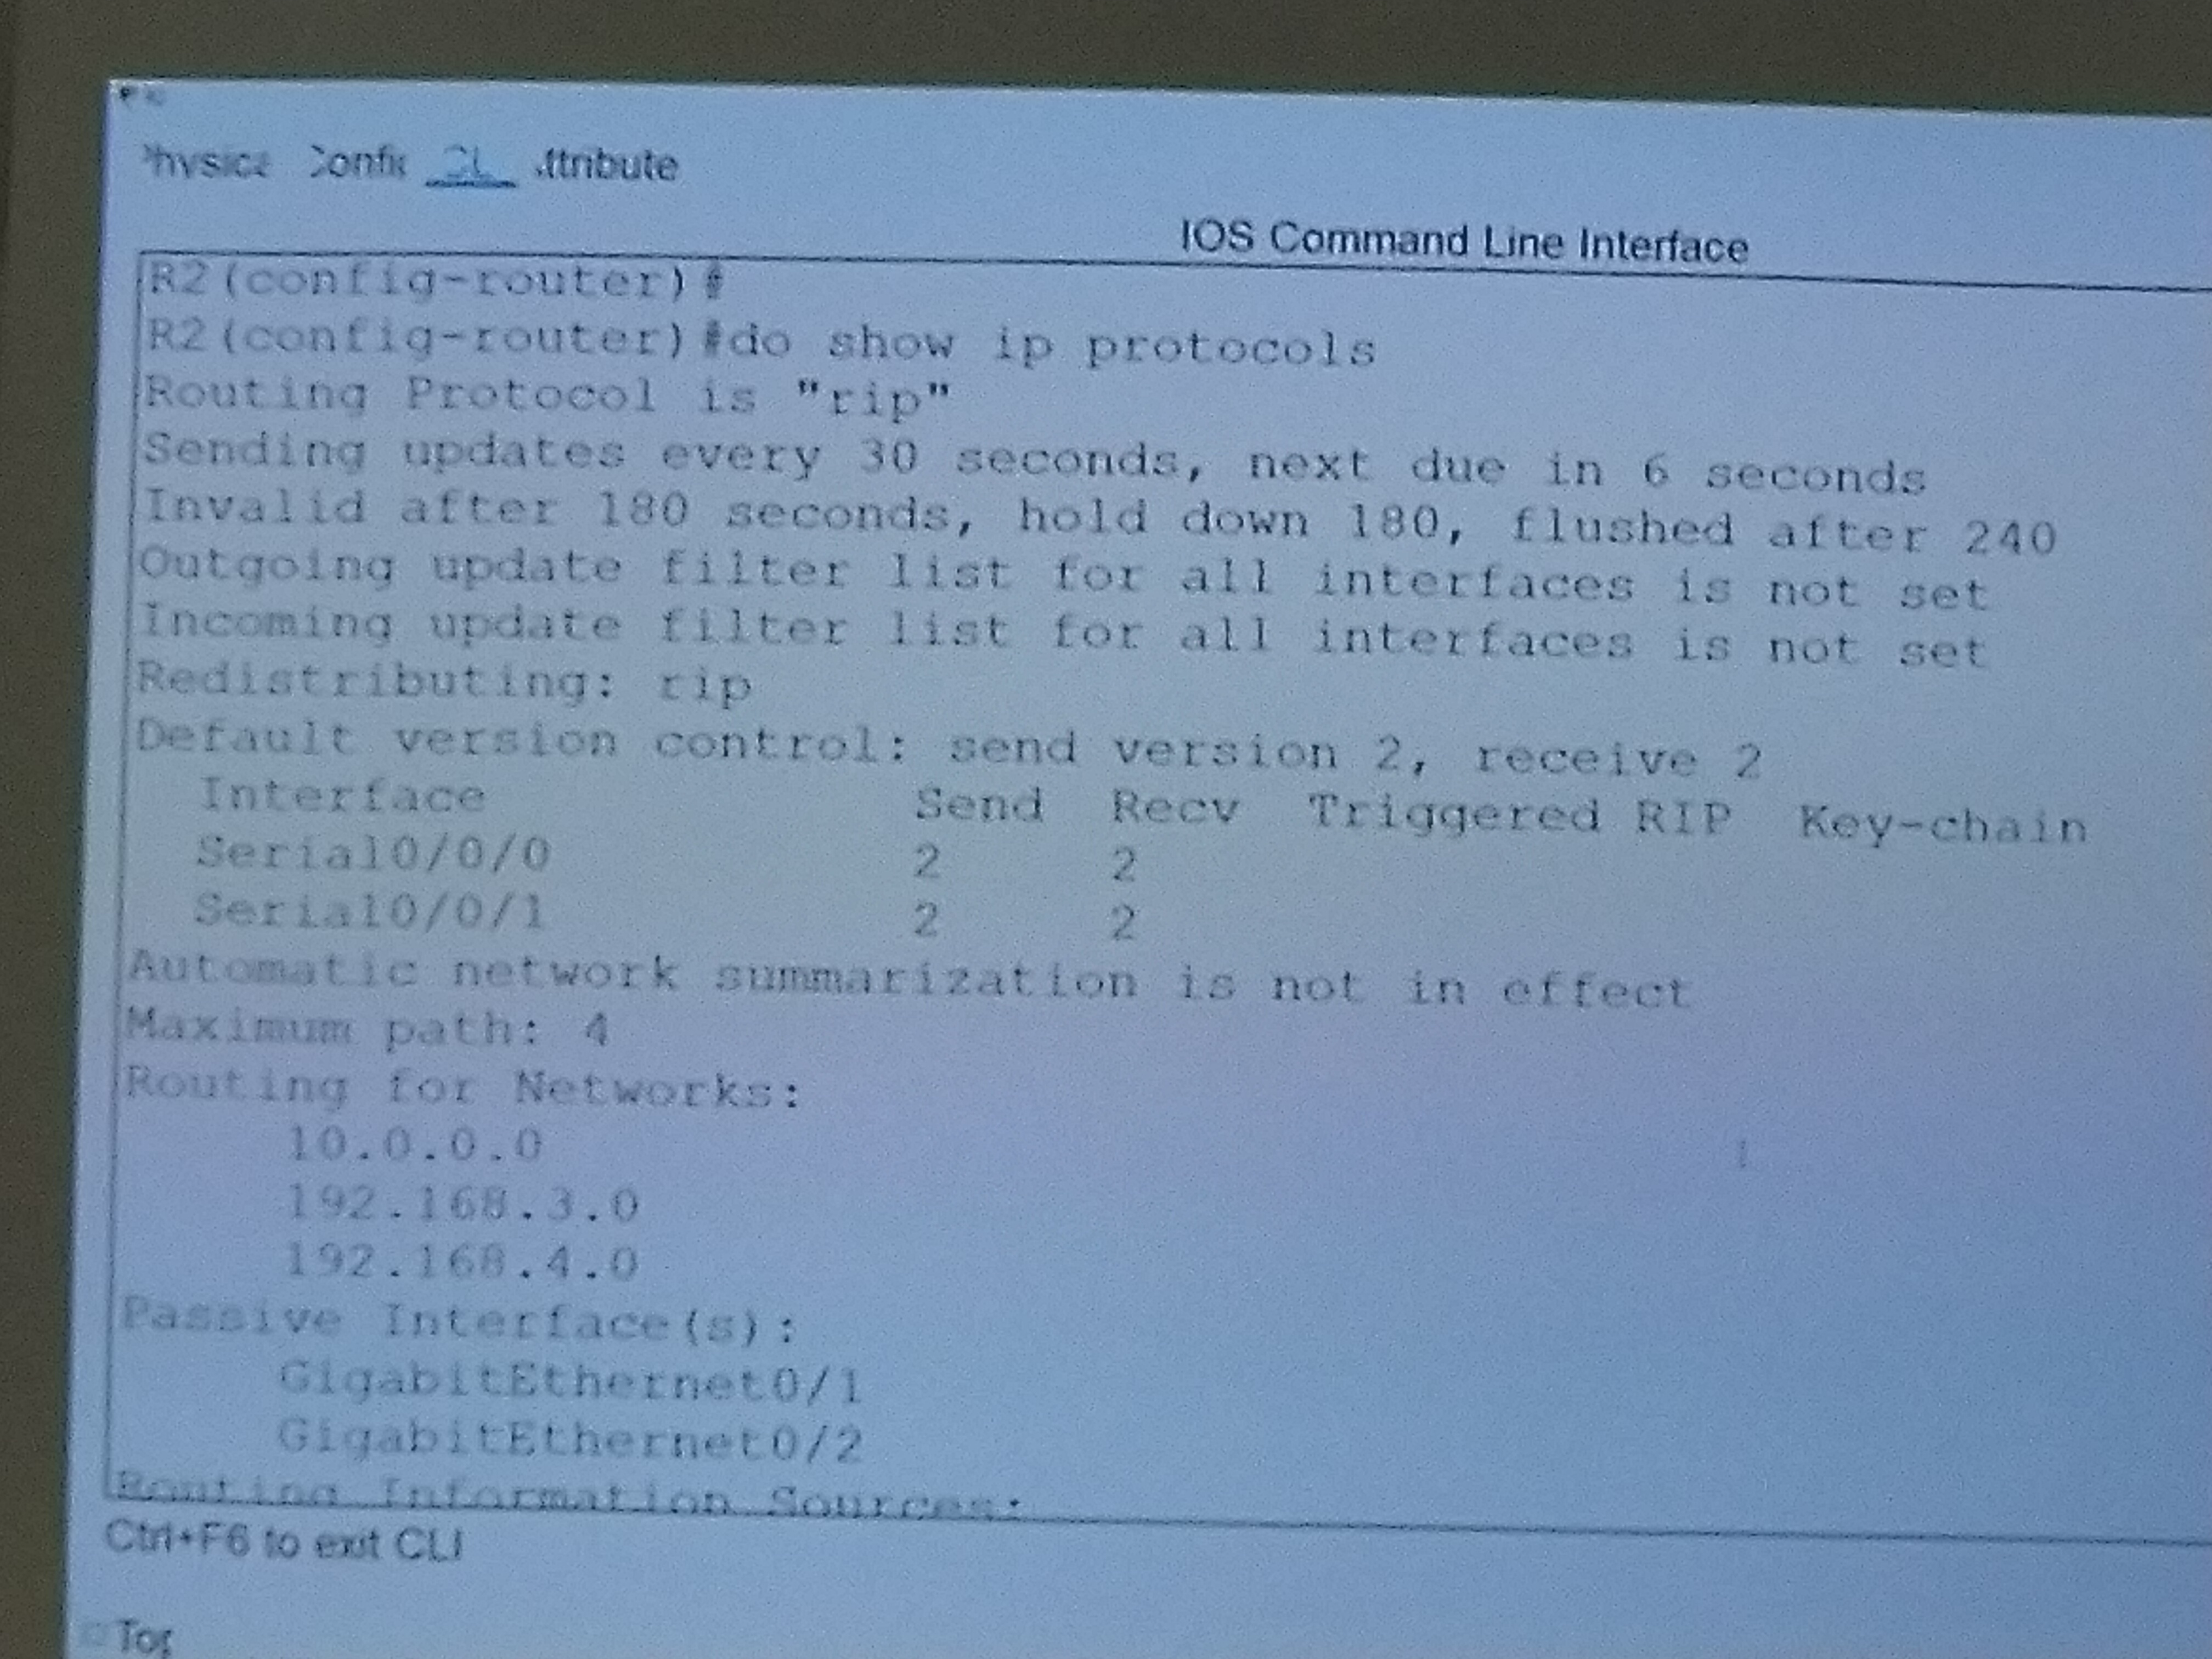 IOS Command Line Interface
R2(config-router)#
R2(config-router)#do show ip protocols
Routing Protocol is "rip"
Sending updates every 30 seconds, next due in 6 seconds
Invalid after 180 seconds, hold down 180, flushed after 240
Outgoing update filter list for all interfaces is not set
Incoming update filter list for all interfaces is not set
Redistributing: rip
Default version control: send version 2, receive 2
Interface Send Recv Triggered RIP Key-chain
Serial0/0/0 2 2
Serial0/0/1 2 2
Automatic network summarization is not in effect
Maximum path: 4
Routing for Networks:
10.0.0.0
192.168.3.0
192.168.4.0
Passive Interface(s):
GigabitEthernet0/1
GigabitEthernet0/2
Routing Information Sources:
Ctrl+F6 to exit CLI